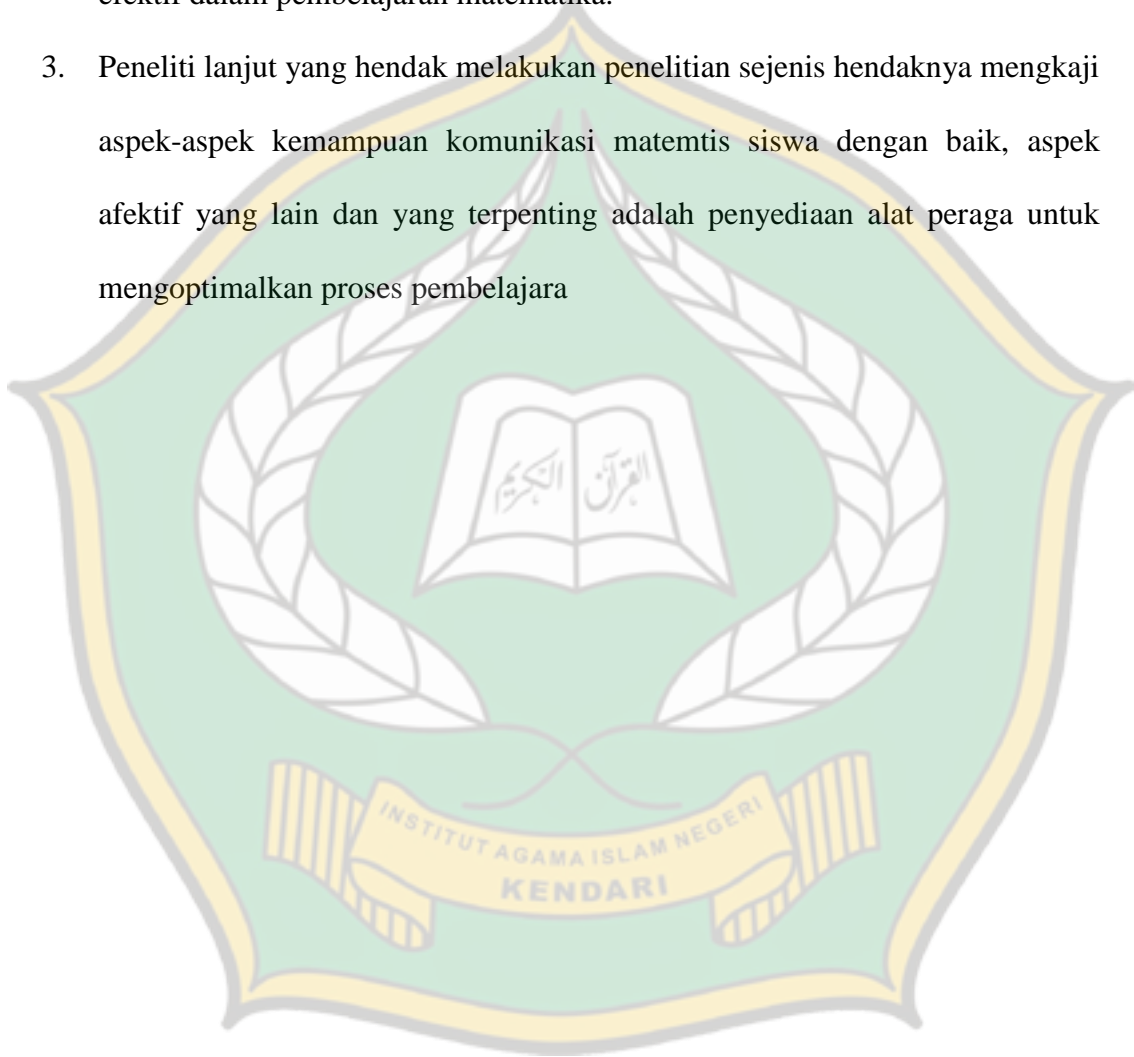 efektif dalam pembelajaran matematika.
3. Peneliti lanjut yang hendak melakukan penelitian sejenis hendaknya mengkaji
aspek-aspek kemampuan komunikasi matemtis siswa dengan baik, aspek
afektif yang lain dan yang terpenting adalah penyediaan alat peraga untuk
mengoptimalkan proses pembelajara
القرآن الكريم
INSTITUT AGAMA ISLAM NEGERI
KENDARI